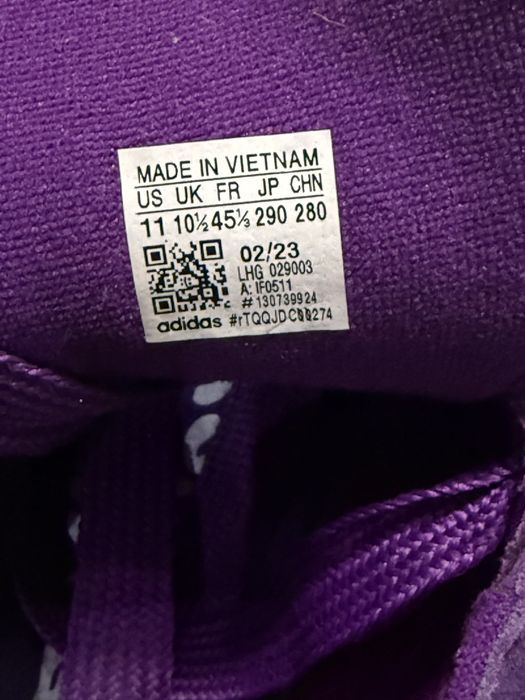 MADE IN VIETNAM
US UK FR JP CHN
11 10½ 45⅓ 290 280
02/23
LHG 029003
A: IF0511
# 130739924
adidas #rTQQJDC00274